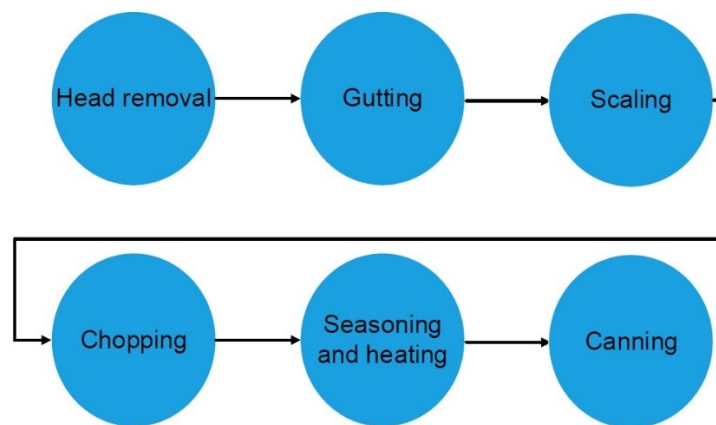 Head removal
Gutting
Scaling
Chopping
Seasoning
and heating
Canning